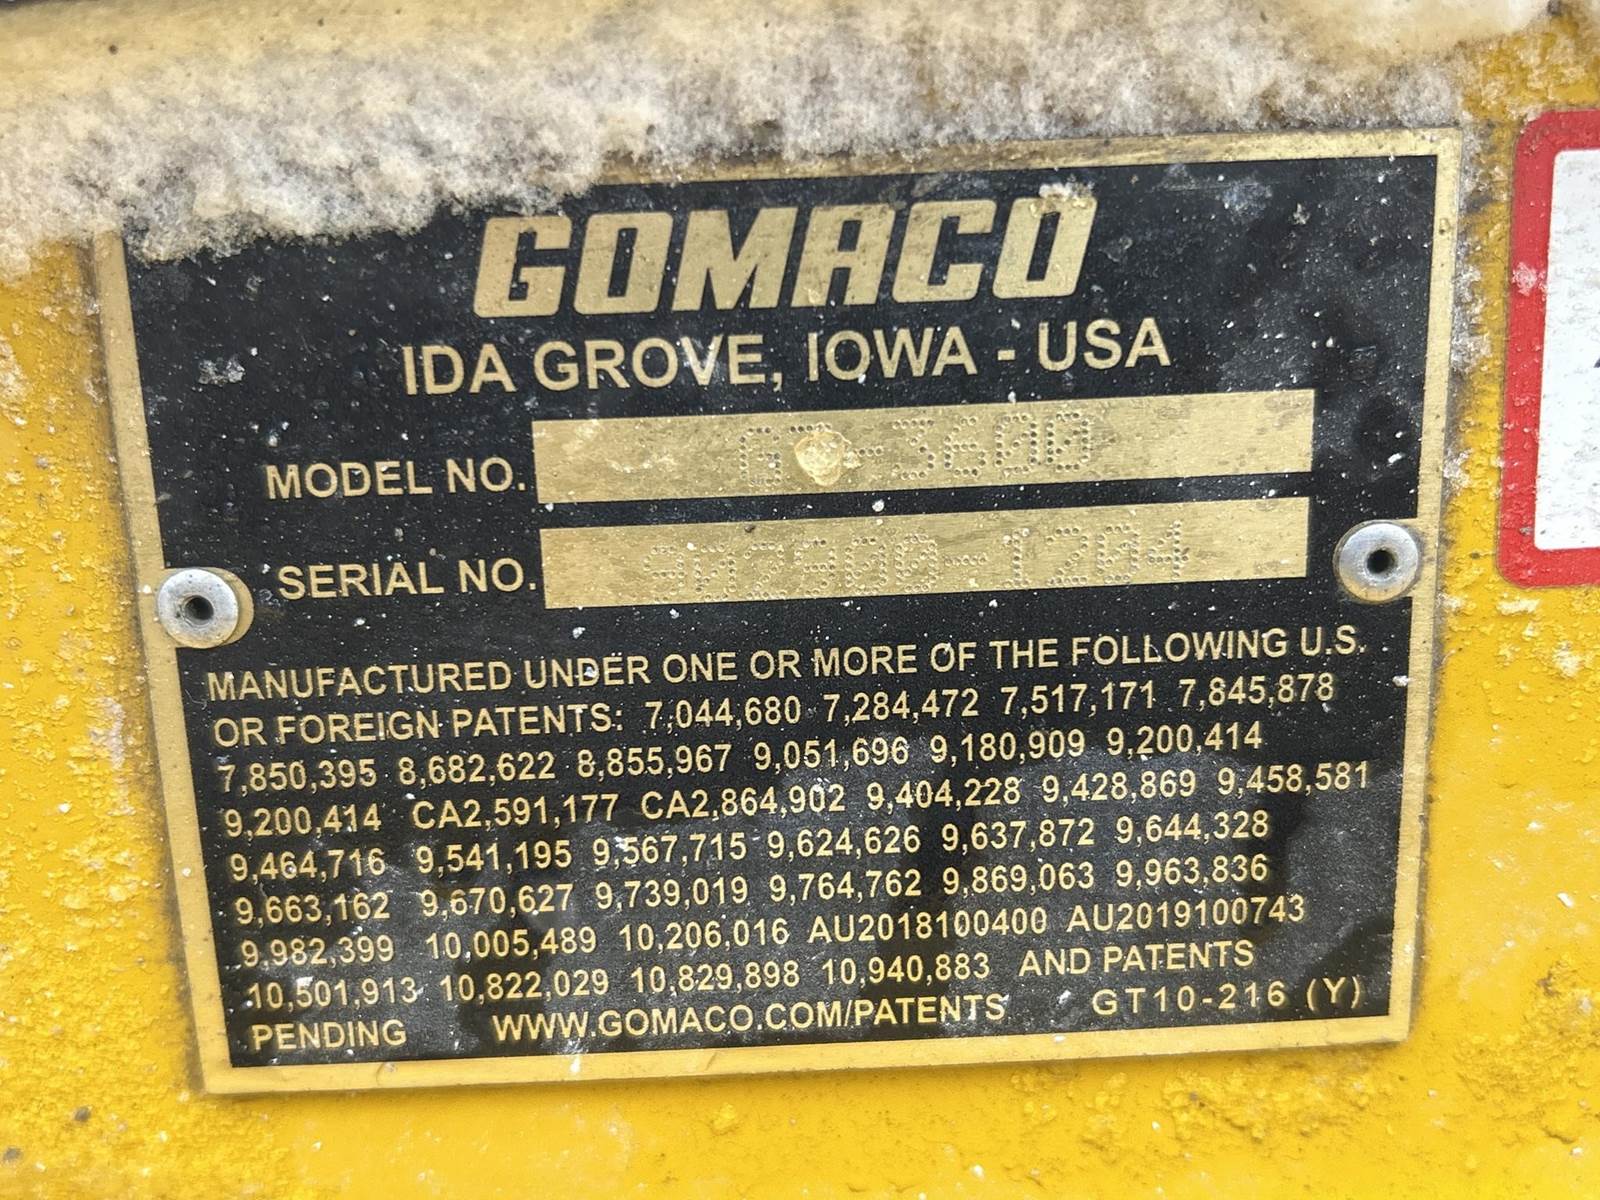 GOMACO
IDA GROVE, IOWA - USA
MODEL NO. GT-3600
SERIAL NO. 902900-1204
MANUFACTURED UNDER ONE OR MORE OF THE FOLLOWING U.S.
OR FOREIGN PATENTS: 7,044,680 7,284,472 7,517,171 7,845,878
7,850,395 8,682,622 8,855,967 9,051,696 9,180,909 9,200,414
9,200,414 CA2,591,177 CA2,864,902 9,404,228 9,428,869 9,458,581
9,464,716 9,541,195 9,567,715 9,624,626 9,637,872 9,644,328
9,663,162 9,670,627 9,739,019 9,764,762 9,869,063 9,963,836
9,982,399 10,005,489 10,206,016 AU2018100400 AU2019100743
10,501,913 10,822,029 10,829,898 10,940,883 AND PATENTS
PENDING WWW.GOMACO.COM/PATENTS GT10-216 (Y)